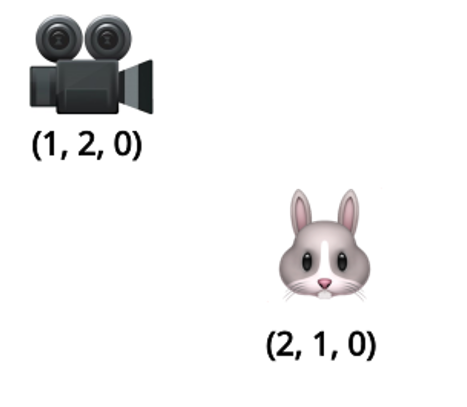 (1, 2, 0)
(2, 1, 0)